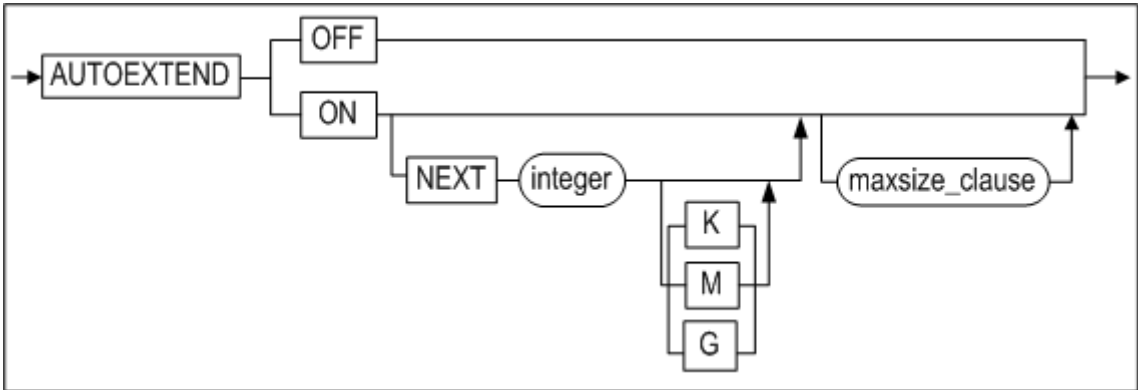 OFF
AUTOEXTEND
ON
NEXT integer maxsize_clause
K
M
G